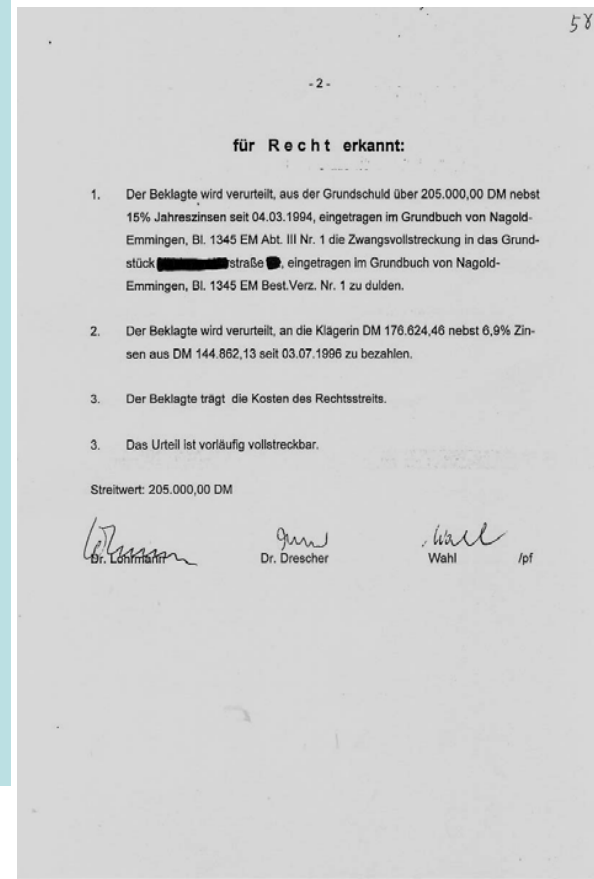 58
- 2 -
für Recht erkannt:
1. Der Beklagte wird verurteilt, aus der Grundschuld über 205.000,00 DM nebst
15% Jahreszinsen seit 04.03.1994, eingetragen im Grundbuch von Nagold-
Emmingen, Bl. 1345 EM Abt. III Nr. 1 die Zwangsvollstreckung in das Grund-
stück straße , eingetragen im Grundbuch von Nagold-
Emmingen, Bl. 1345 EM Best.Verz. Nr. 1 zu dulden.
2. Der Beklagte wird verurteilt, an die Klägerin DM 176.624,46 nebst 6,9% Zin-
sen aus DM 144.862,13 seit 03.07.1996 zu bezahlen.
3. Der Beklagte trägt die Kosten des Rechtsstreits.
3. Das Urteil ist vorläufig vollstreckbar.
Streitwert: 205.000,00 DM
Wahl
Dr. Lohrmann Dr. Drescher Wahl /pf